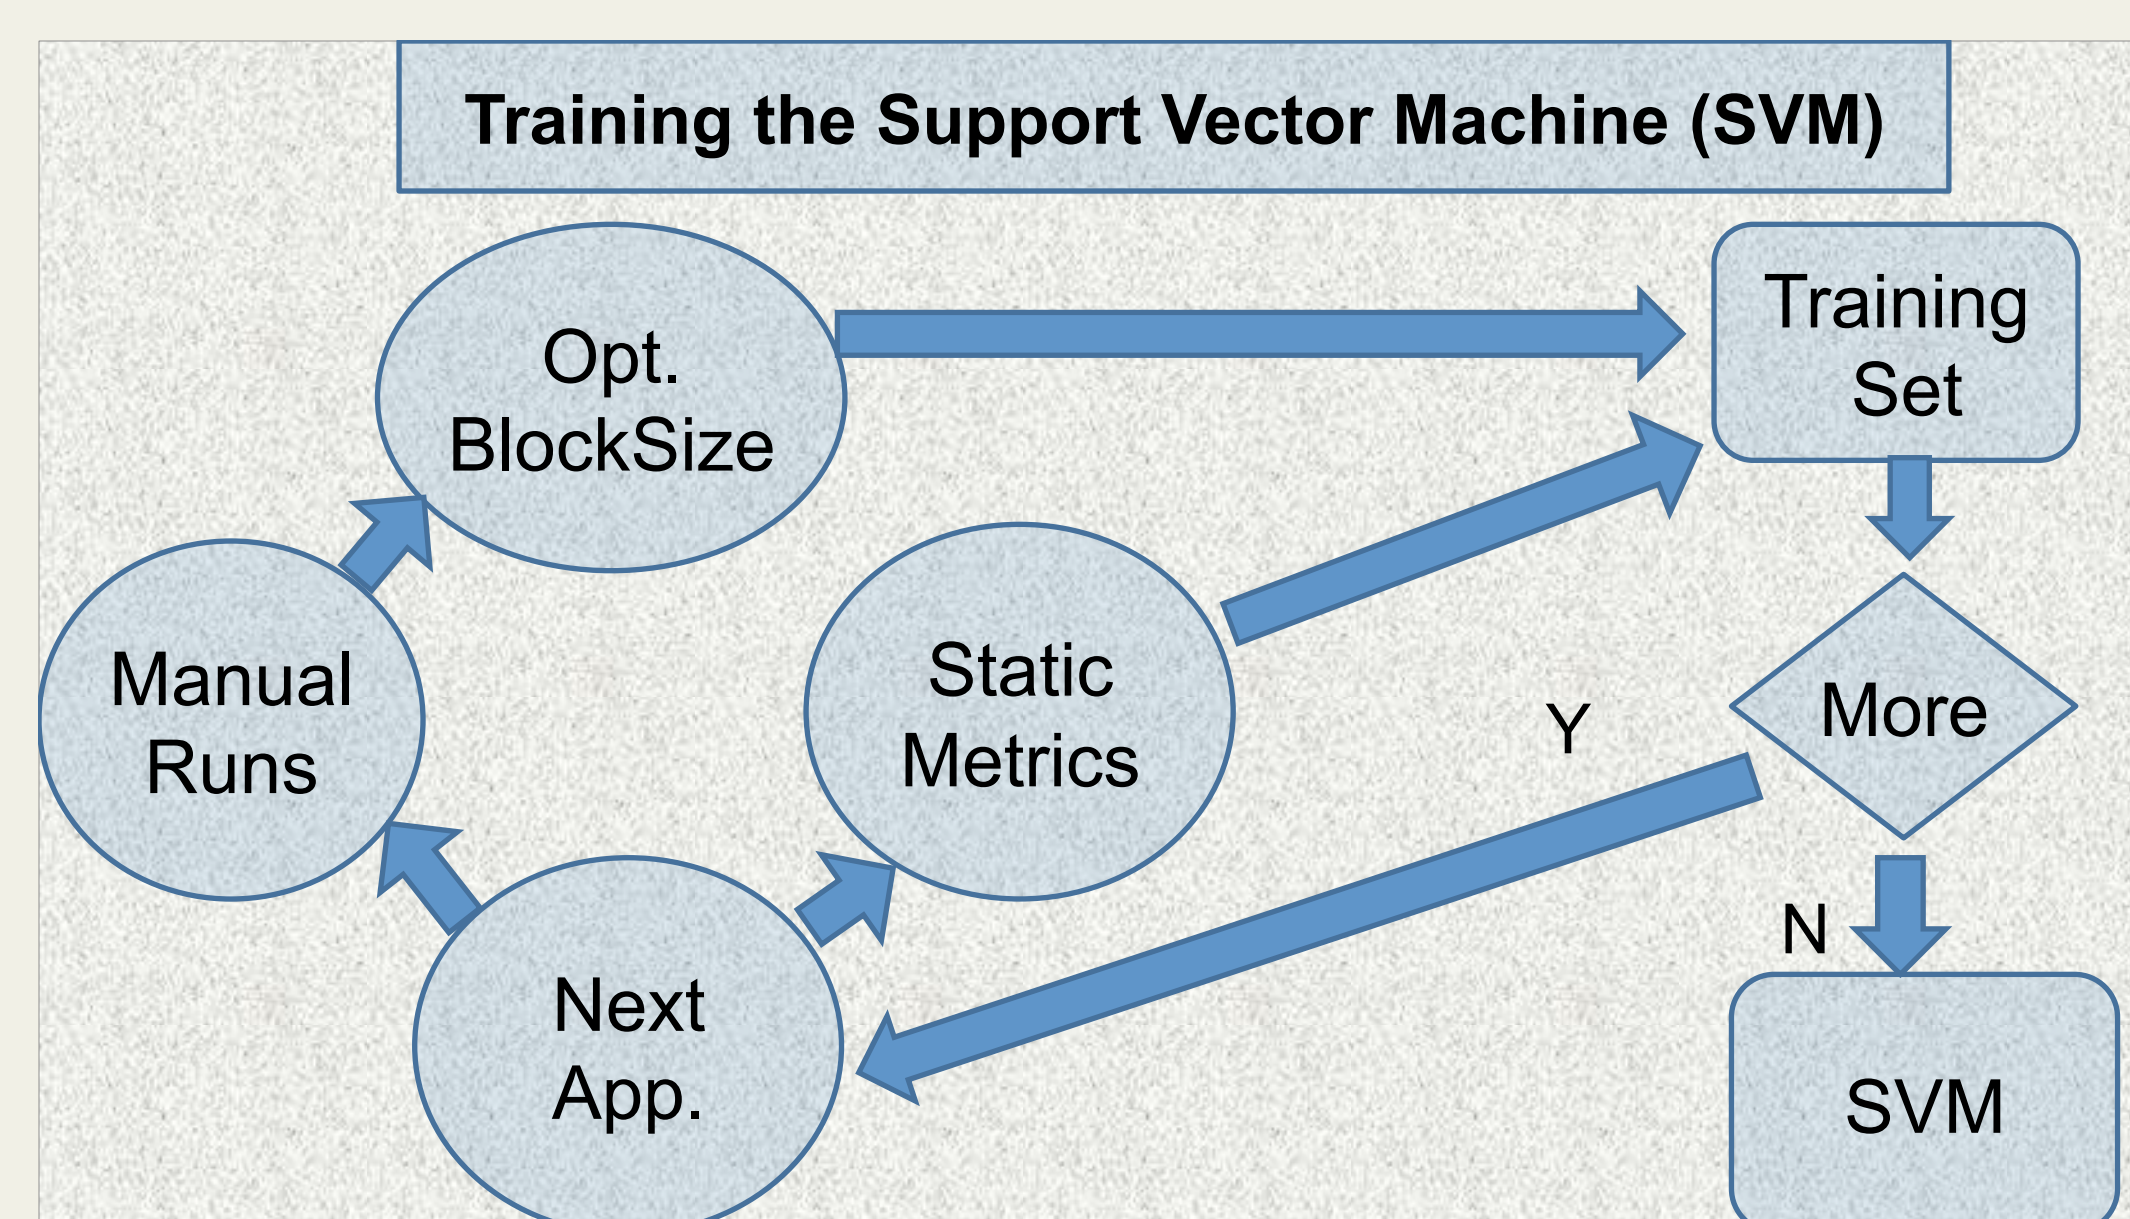 Training the Support Vector Machine (SVM)
Opt.
BlockSize
Training
Set
Manual
Runs
Static
Metrics
Y
More
N
Next
App.
SVM